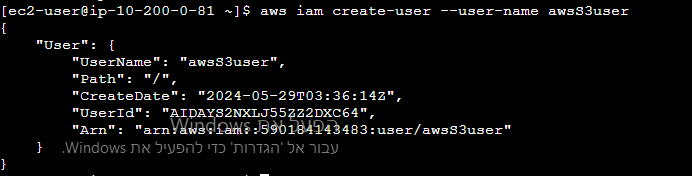 [ec2-user@ip-10-200-0-81 ~]$ aws iam create-user --user-name awsS3user
{
    "User": {
        "UserName": "awsS3user",
        "Path": "/",
        "CreateDate": "2024-05-29T03:36:14Z",
        "UserId": "AIDAYS2NXLJ55ZZ2DXC64",
        "Arn": "arn:aws:iam::590184143483:user/awsS3user"
    }
}
הפעל את Windows
עבור אל 'הגדרות' כדי להפעיל את Windows.